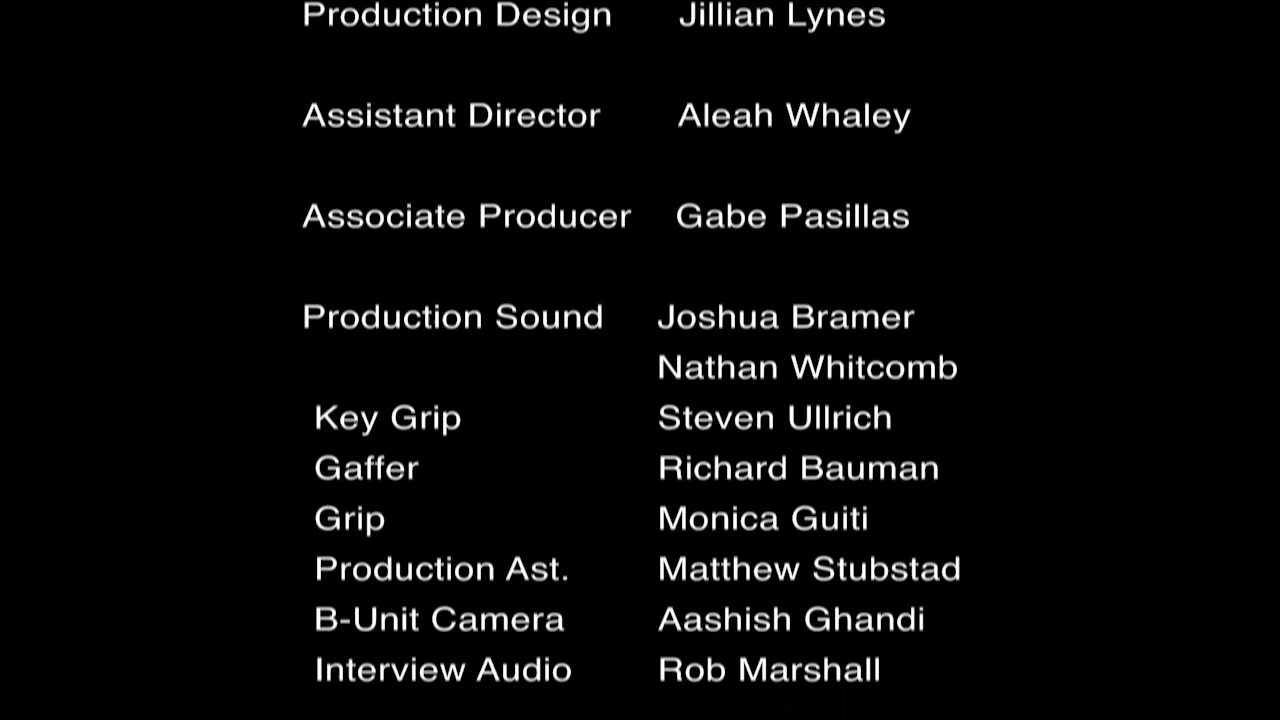 Production Design Jillian Lynes
Assistant Director Aleah Whaley
Associate Producer Gabe Pasillas
Production Sound Joshua Bramer
Nathan Whitcomb
Key Grip Steven Ullrich
Gaffer Richard Bauman
Grip Monica Guiti
Production Ast. Matthew Stubstad
B-Unit Camera Aashish Ghandi
Interview Audio Rob Marshall